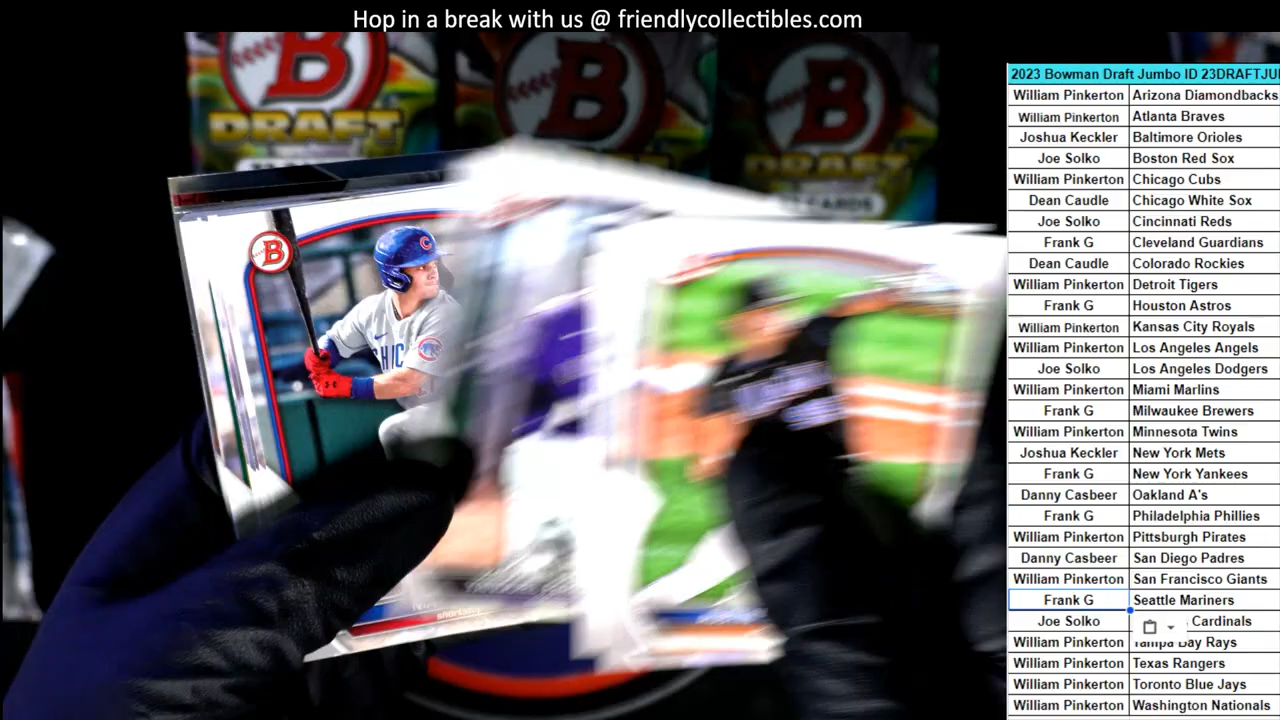 Hop in a break with us @ friendlycollectibles.com
B
DRAFT
B
DRAFT
B
DRAFT
CARDS
B
C
CHIC
2023 Bowman Draft Jumbo ID 23DRAFTJU
William Pinkerton Arizona Diamondbacks
William Pinkerton Atlanta Braves
Joshua Keckler Baltimore Orioles
Joe Solko Boston Red Sox
William Pinkerton Chicago Cubs
Dean Caudle Chicago White Sox
Joe Solko Cincinnati Reds
Frank G Cleveland Guardians
Dean Caudle Colorado Rockies
William Pinkerton Detroit Tigers
Frank G Houston Astros
William Pinkerton Kansas City Royals
William Pinkerton Los Angeles Angels
Joe Solko Los Angeles Dodgers
William Pinkerton Miami Marlins
Frank G Milwaukee Brewers
William Pinkerton Minnesota Twins
Joshua Keckler New York Mets
Frank G New York Yankees
Danny Casbeer Oakland A's
Frank G Philadelphia Phillies
William Pinkerton Pittsburgh Pirates
Danny Casbeer San Diego Padres
William Pinkerton San Francisco Giants
Frank G Seattle Mariners
Joe Solko Cardinals
William Pinkerton Tampa Bay Rays
William Pinkerton Texas Rangers
William Pinkerton Toronto Blue Jays
William Pinkerton Washington Nationals